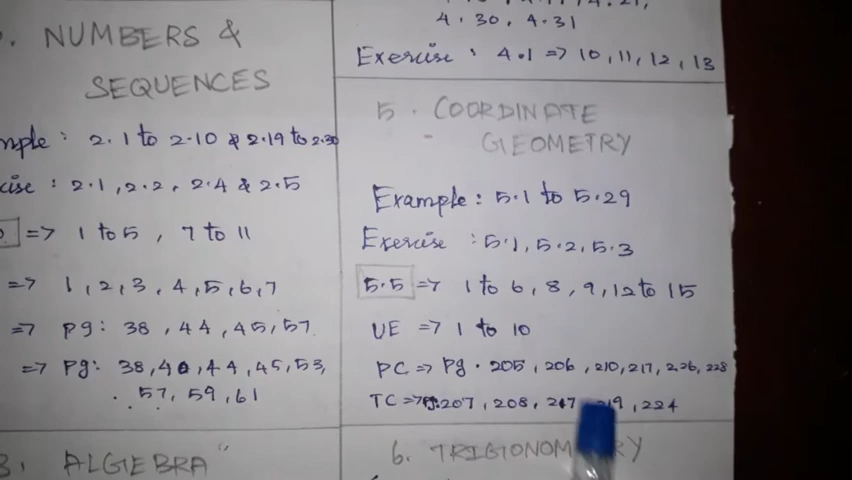 NUMBERS &
SEQUENCES
mple : 2.1 to 2.10 & 2.19 to 2.30
cise : 2.1, 2.2, 2.4 & 2.5
=> 1 to 5, 7 to 11
=> 1, 2, 3, 4, 5, 6, 7
=> Pg: 38, 44, 45, 57
=> Pg: 38, 40, 44, 45, 53,
57, 59, 61
3. ALGEBRA
4.30, 4.31
Exercise : 4.1 => 10, 11, 12, 13
5. COORDINATE
GEOMETRY
Example : 5.1 to 5.29
Exercise : 5.1, 5.2, 5.3
5.5 => 1 to 6, 8, 9, 12 to 15
UE => 1 to 10
PC => Pg. 205, 206, 210, 217, 226, 228
TC => 207, 208, 217, 219, 224
6. TRIGONOM RY